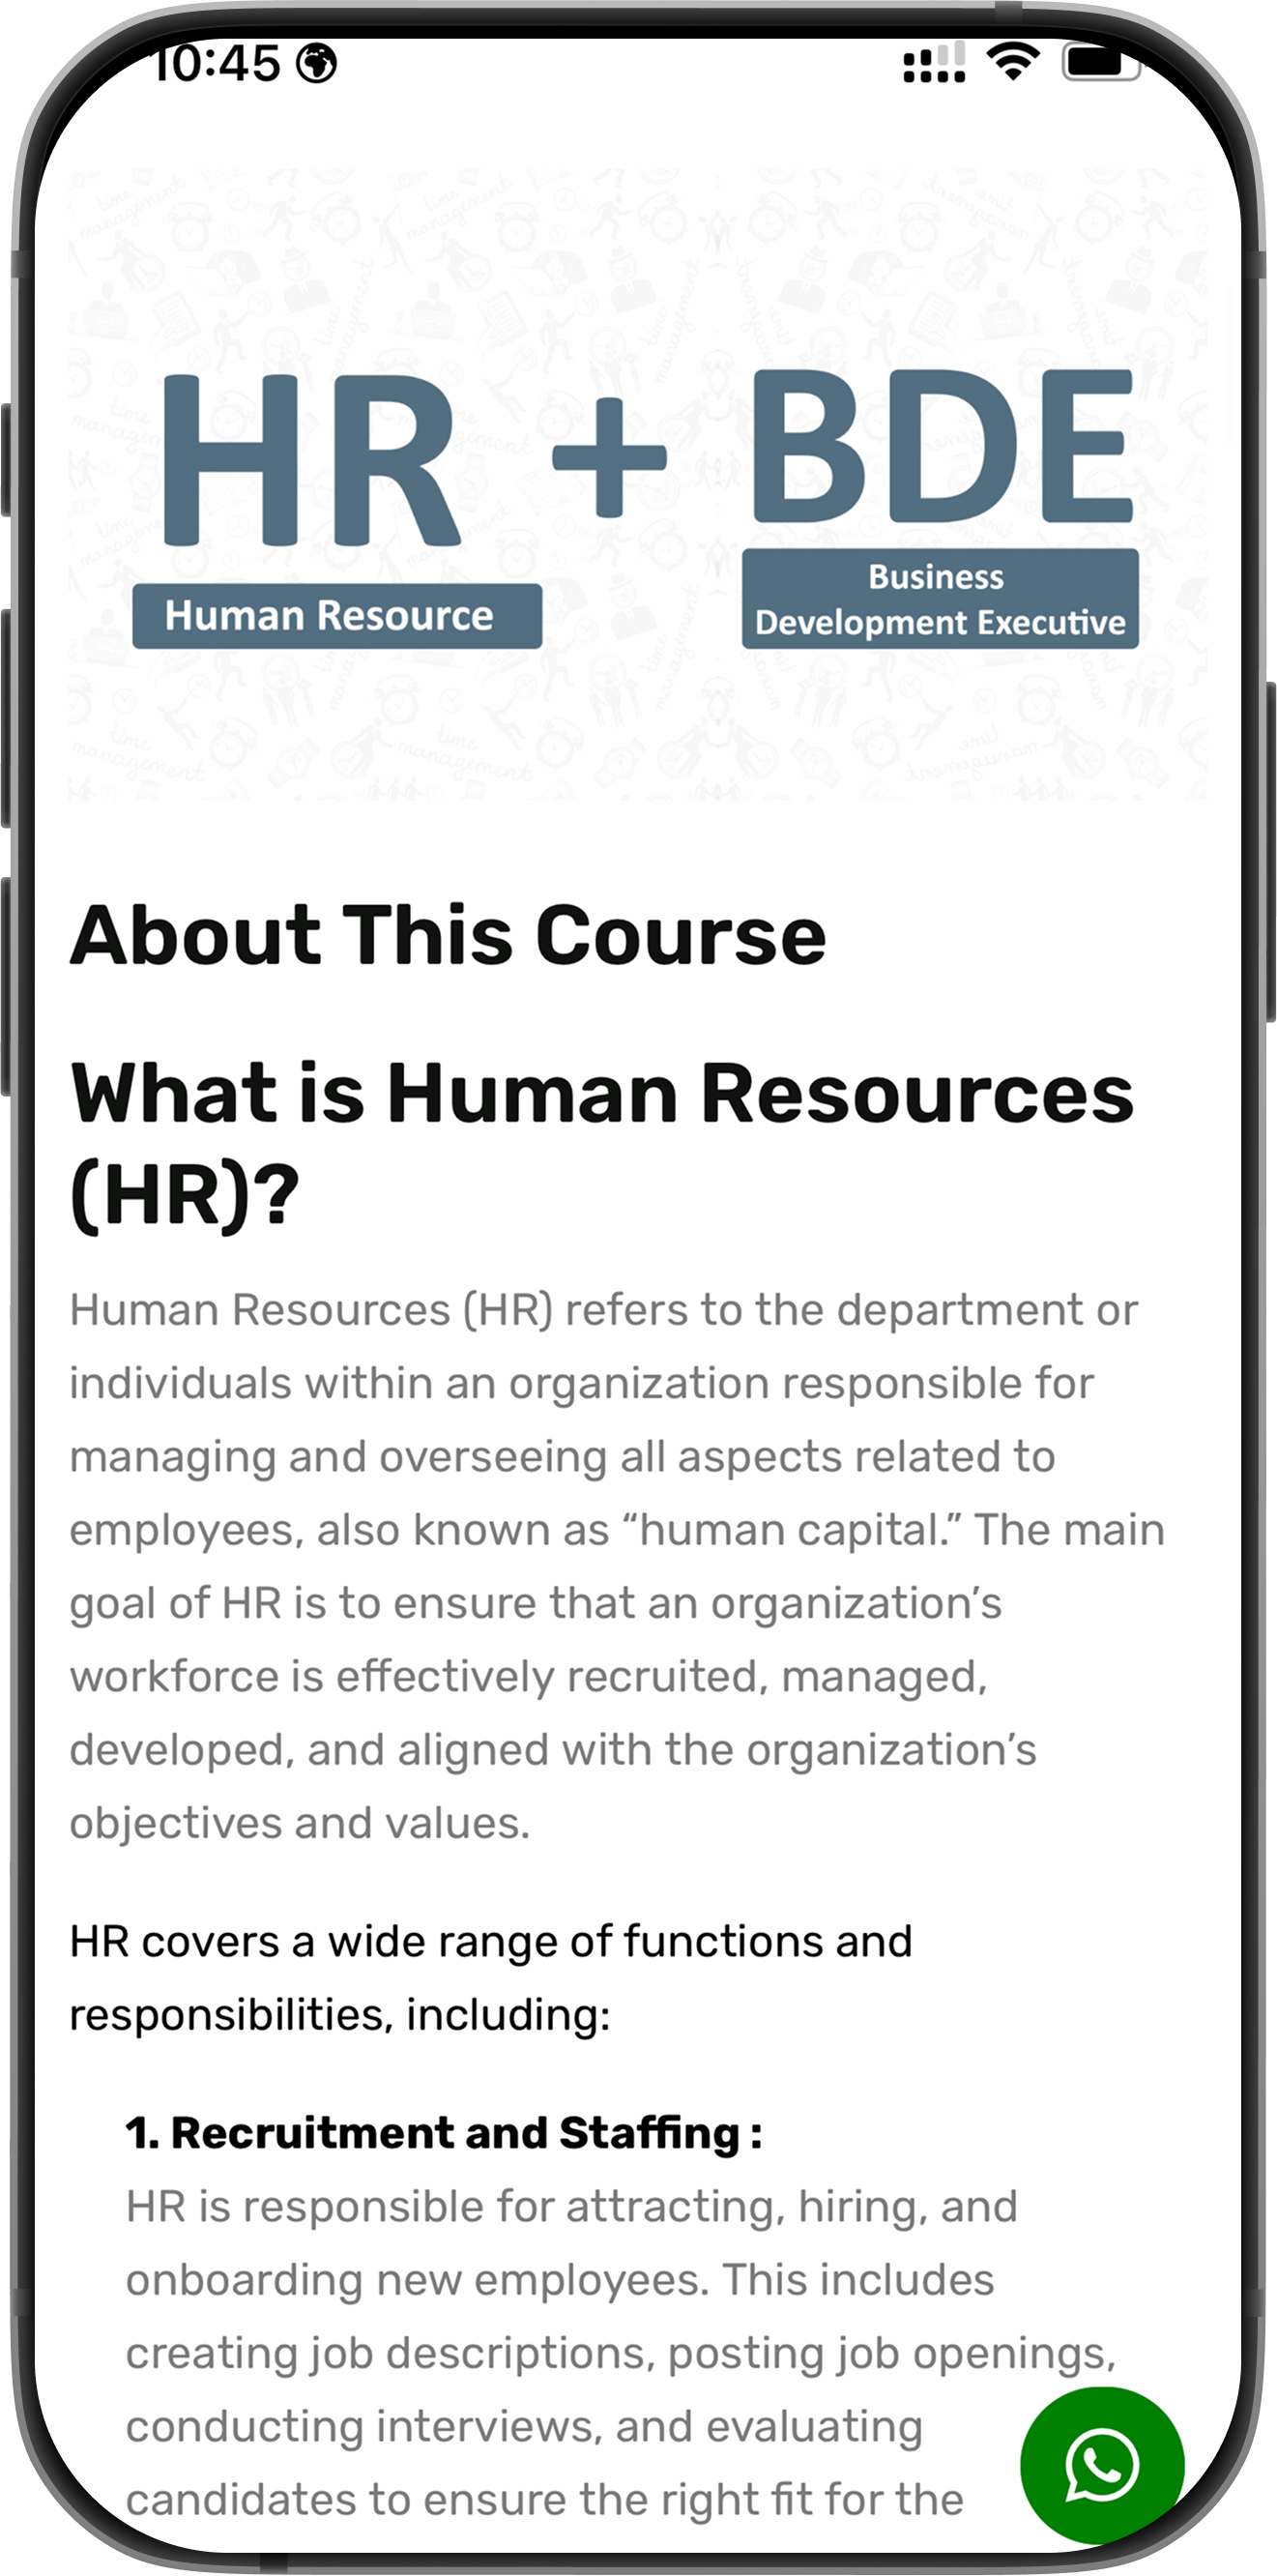 10:45
HR + BDE
Human Resource
Business
Development Executive
About This Course
What is Human Resources
(HR)?
Human Resources (HR) refers to the department or
individuals within an organization responsible for
managing and overseeing all aspects related to
employees, also known as “human capital.” The main
goal of HR is to ensure that an organization’s
workforce is effectively recruited, managed,
developed, and aligned with the organization’s
objectives and values.
HR covers a wide range of functions and
responsibilities, including:
1. Recruitment and Staffing :
HR is responsible for attracting, hiring, and
onboarding new employees. This includes
creating job descriptions, posting job openings,
conducting interviews, and evaluating
candidates to ensure the right fit for the